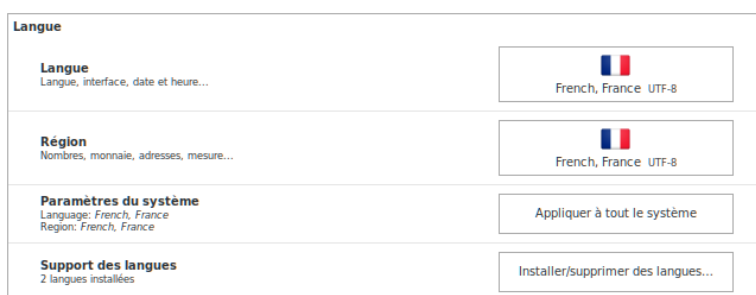 Langue
Langue
Langue, interface, date et heure...
French, France UTF-8
Région
Nombres, monnaie, adresses, mesure...
French, France UTF-8
Paramètres du système
Language: French, France
Region: French, France
Appliquer à tout le système
Support des langues
2 langues installées
Installer/supprimer des langues...